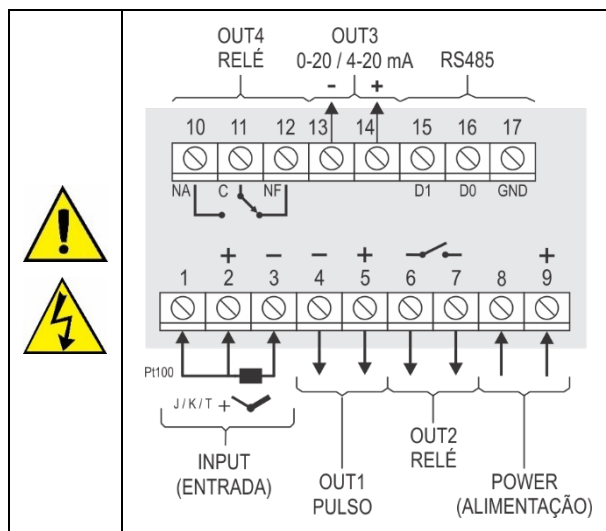 OUT4 OUT3
RELÉ 0-20 / 4-20 mA RS485
- +
10 11 12 13 14 15 16 17
NA C NF D1 D0 GND
+ − − + +
1 2 3 4 5 6 7 8 9
Pt100
J / K / T +
INPUT
(ENTRADA)
OUT1
PULSO
OUT2
RELÉ
POWER
(ALIMENTAÇÃO)
!